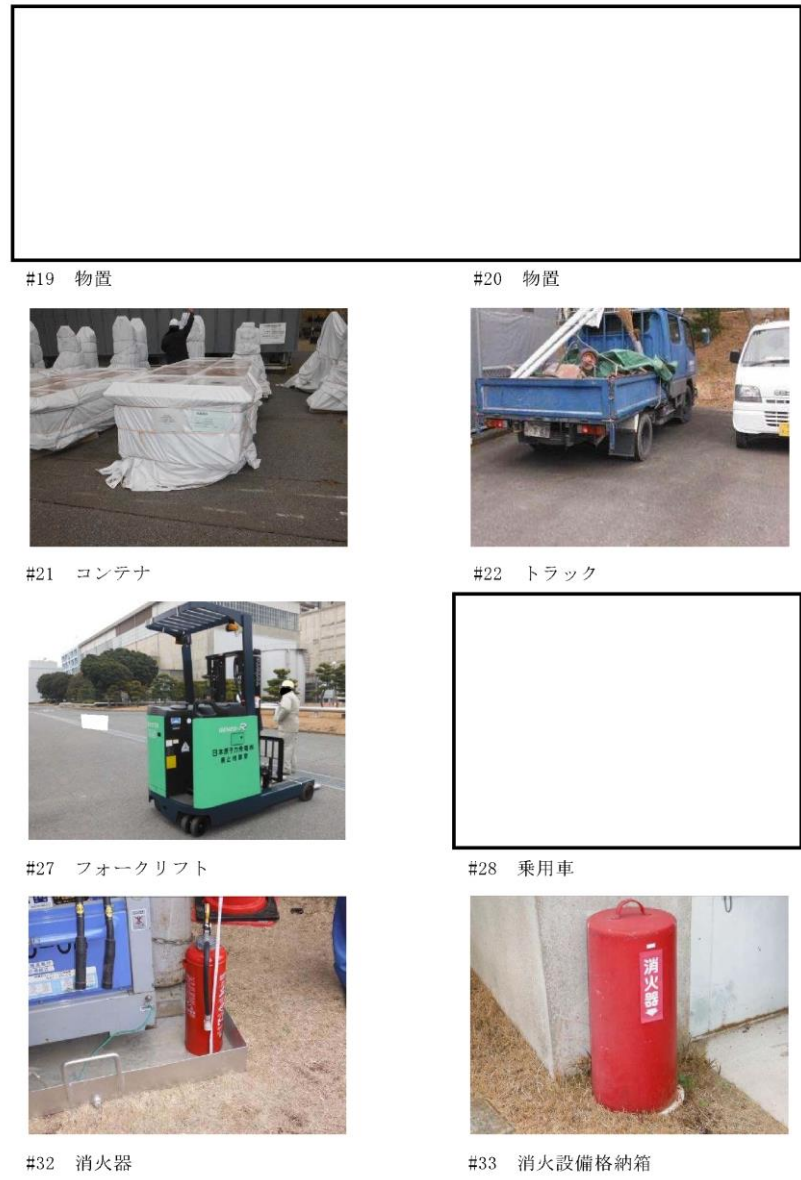 #19 物置
#20 物置
#21 コンテナ
#22 トラック
#27 フォークリフト
#28 乗用車
消火器
#32 消火器
#33 消火設備格納箱